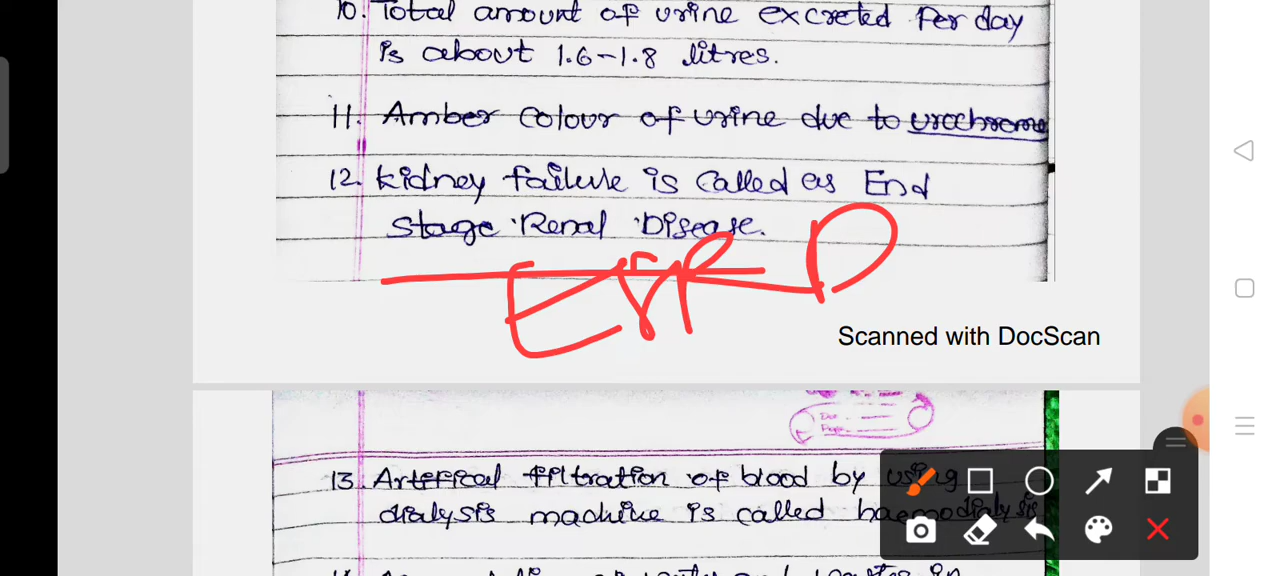 10. Total amount of urine excreted per day
is about 1.6-1.8 litres.
11. Amber colour of urine due to urochrome
12. Kidney failure is called as End
Stage Renal Disease.
ESRD
Scanned with DocScan
13. Artificial filtration of blood by using
dialysis machine is called haemodialysis